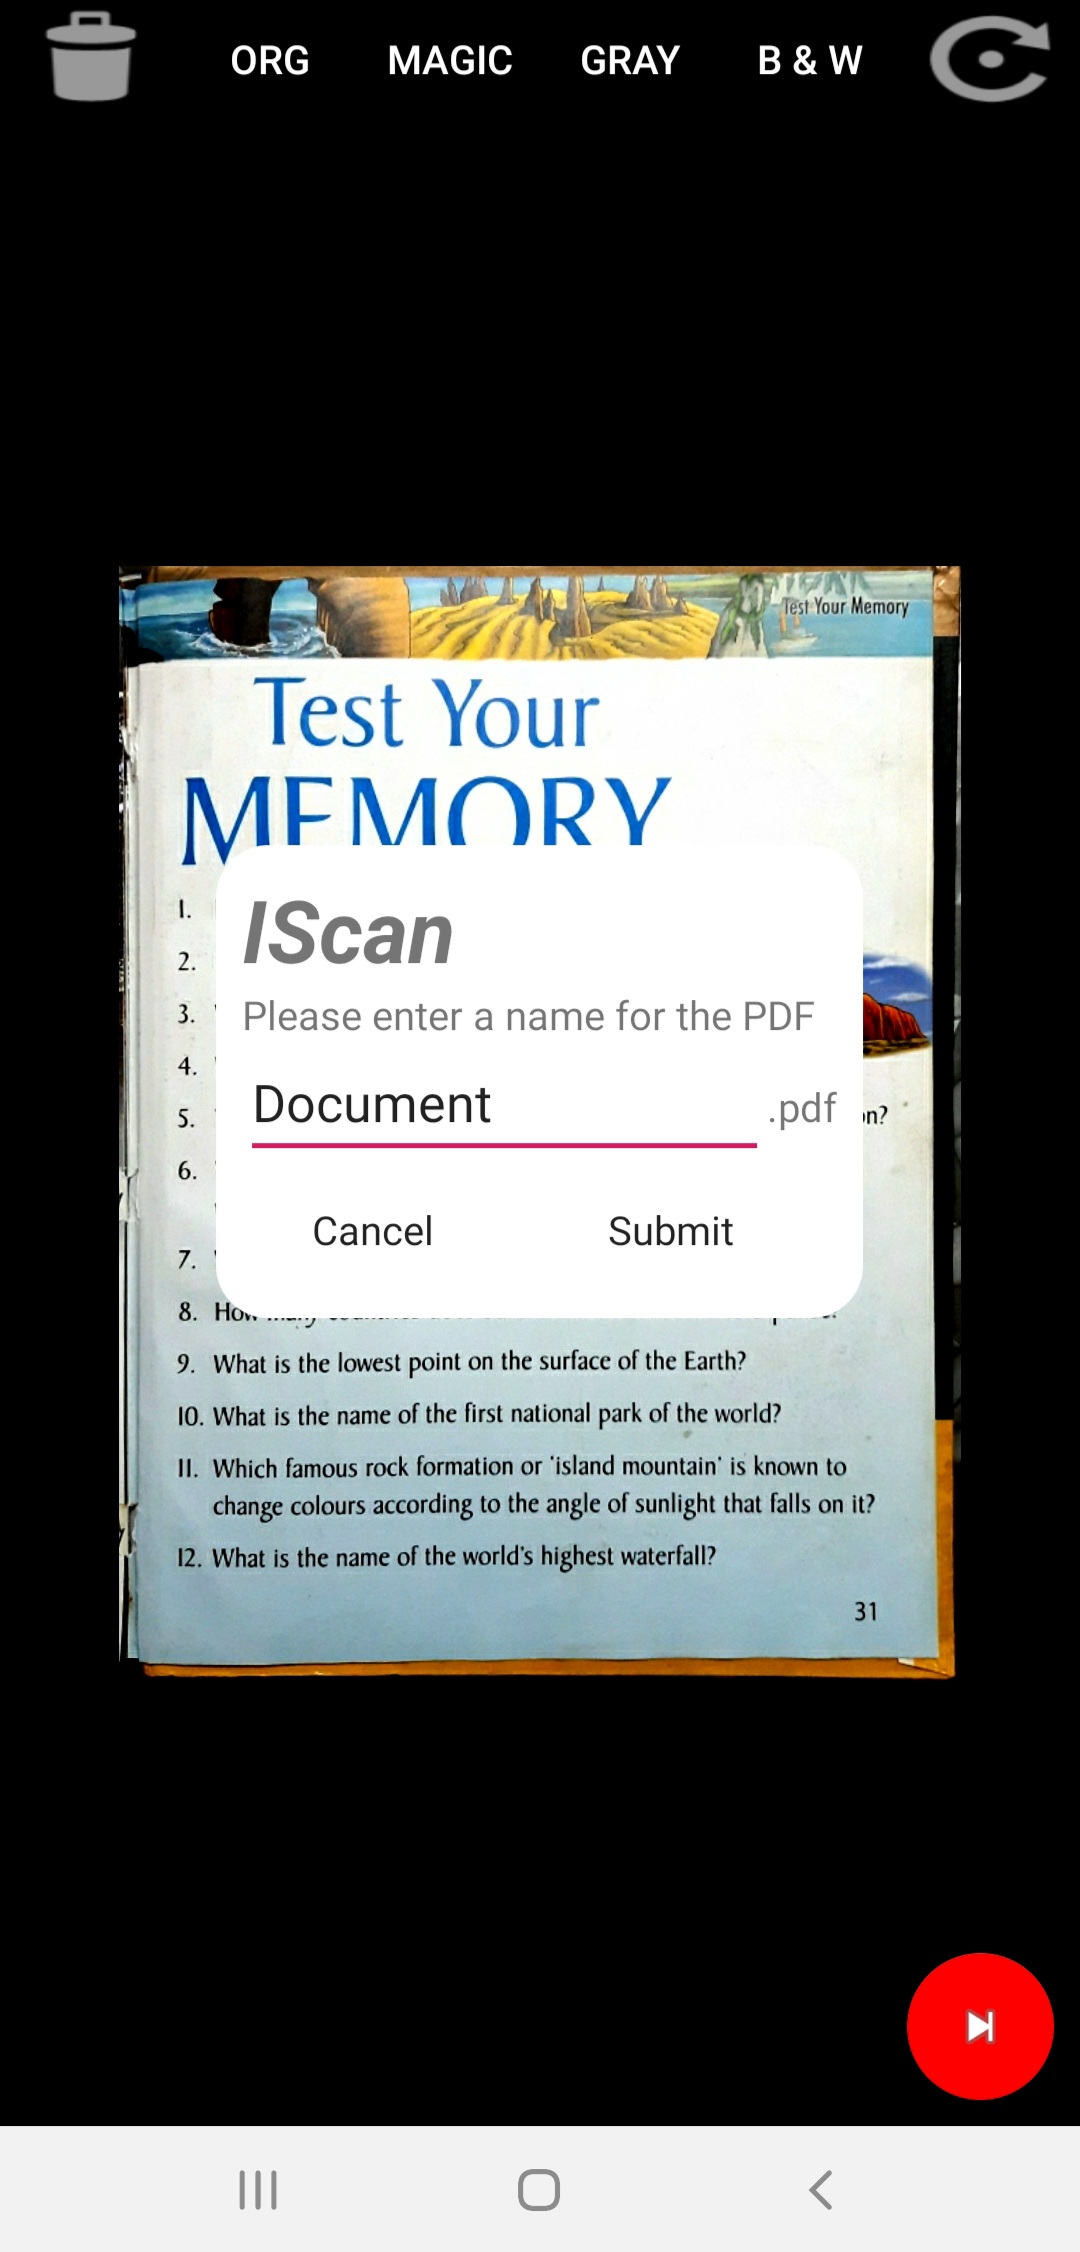 ORG MAGIC GRAY B & W
Test Your Memory
Test Your
MEMORY
1.
2.
3.
4.
5.
6.
7.
IScan
Please enter a name for the PDF
Document .pdf
Cancel Submit
8. How many
9. What is the lowest point on the surface of the Earth?
10. What is the name of the first national park of the world?
11. Which famous rock formation or 'island mountain' is known to
change colours according to the angle of sunlight that falls on it?
12. What is the name of the world's highest waterfall?
31